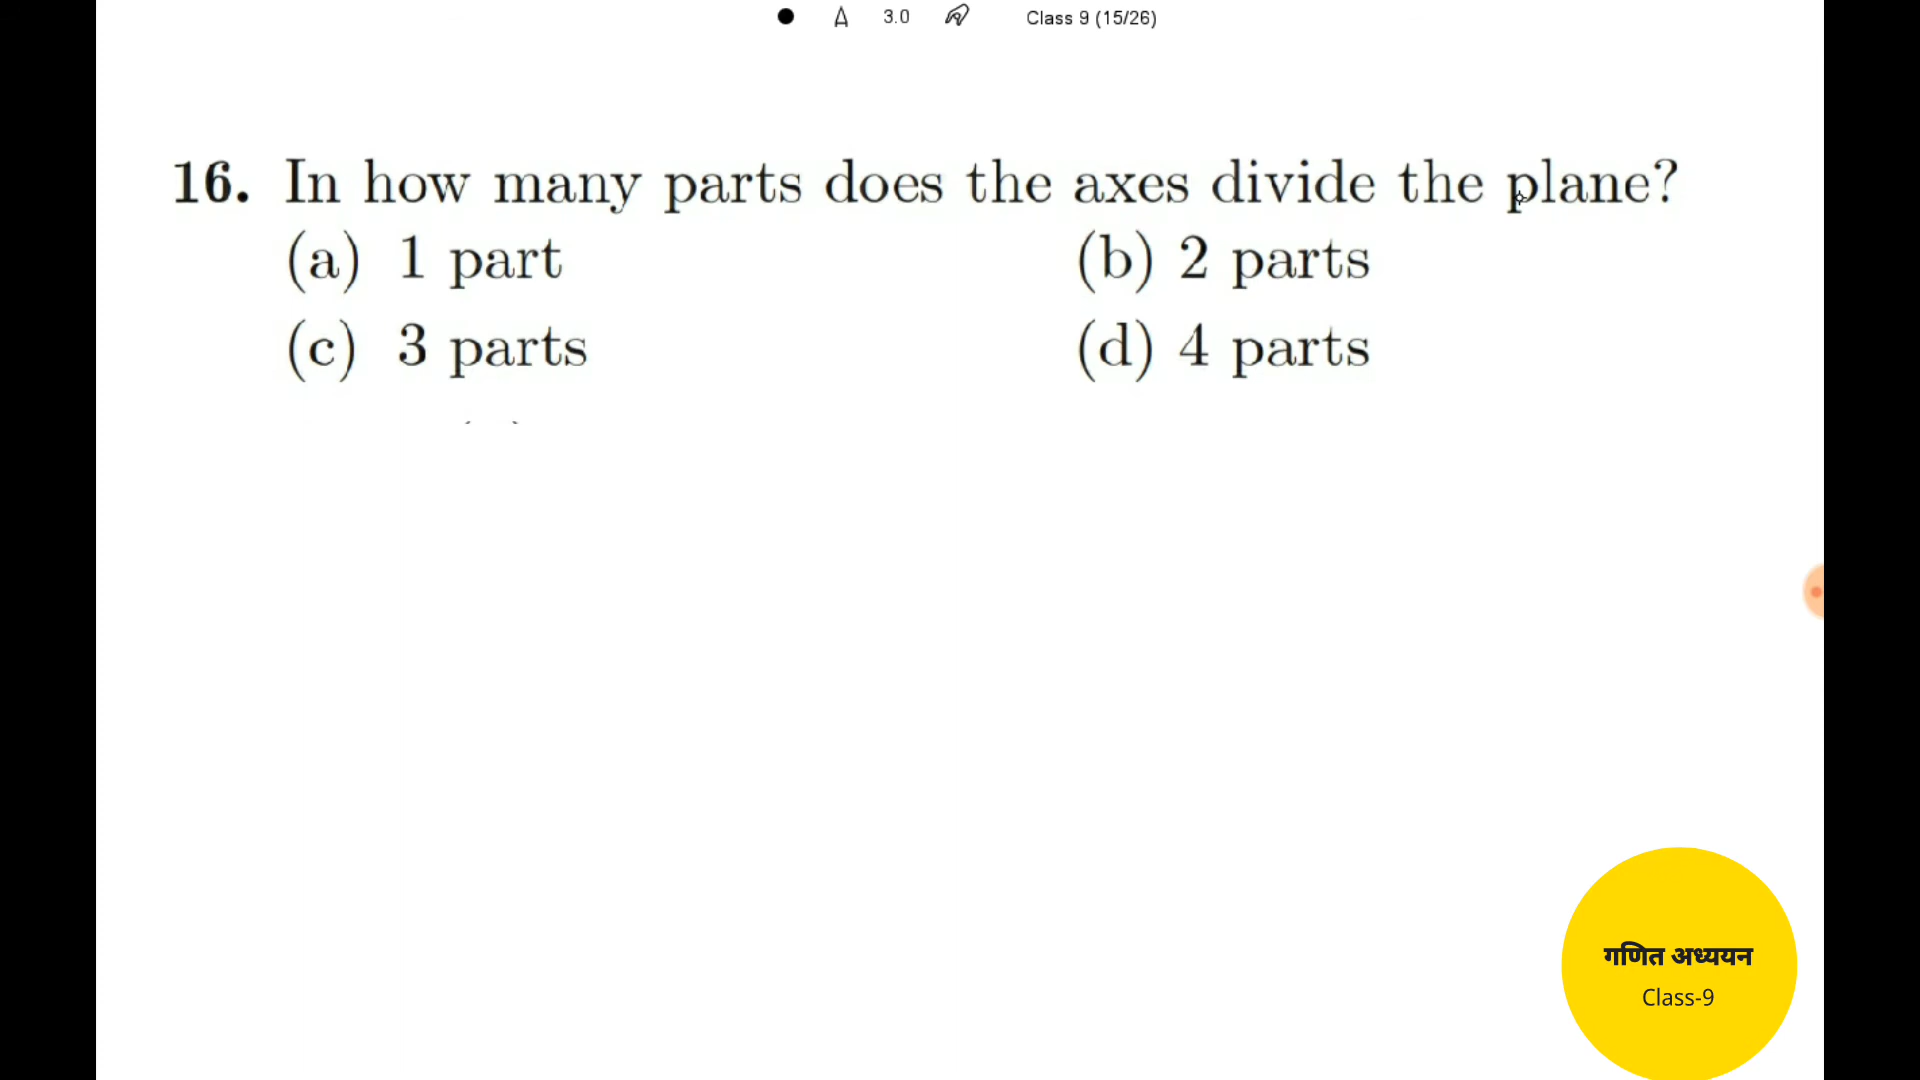 3.0 Class 9 (15/26)
16. In how many parts does the axes divide the plane?
(a) 1 part (b) 2 parts
(c) 3 parts (d) 4 parts
गणित अध्ययन
Class-9